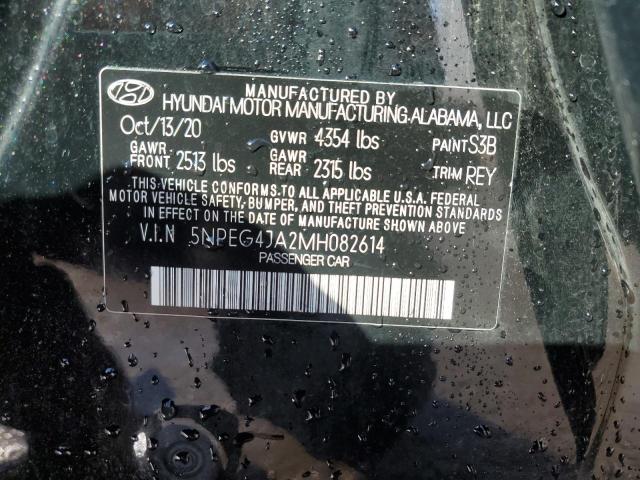 MANUFACTURED BY
HYUNDAI MOTOR MANUFACTURING ALABAMA, LLC
Oct/13/20 GVWR 4354 lbs PAINT S3B
GAWR FRONT 2513 lbs GAWR REAR 2315 lbs TRIM REY
THIS VEHICLE CONFORMS TO ALL APPLICABLE U.S.A. FEDERAL
MOTOR VEHICLE SAFETY, BUMPER, AND THEFT PREVENTION
STANDARDS IN EFFECT ON THE DATE OF MANUFACTURE SHOWN ABOVE
V.I.N 5NPEG4JA2MH082614
PASSENGER CAR